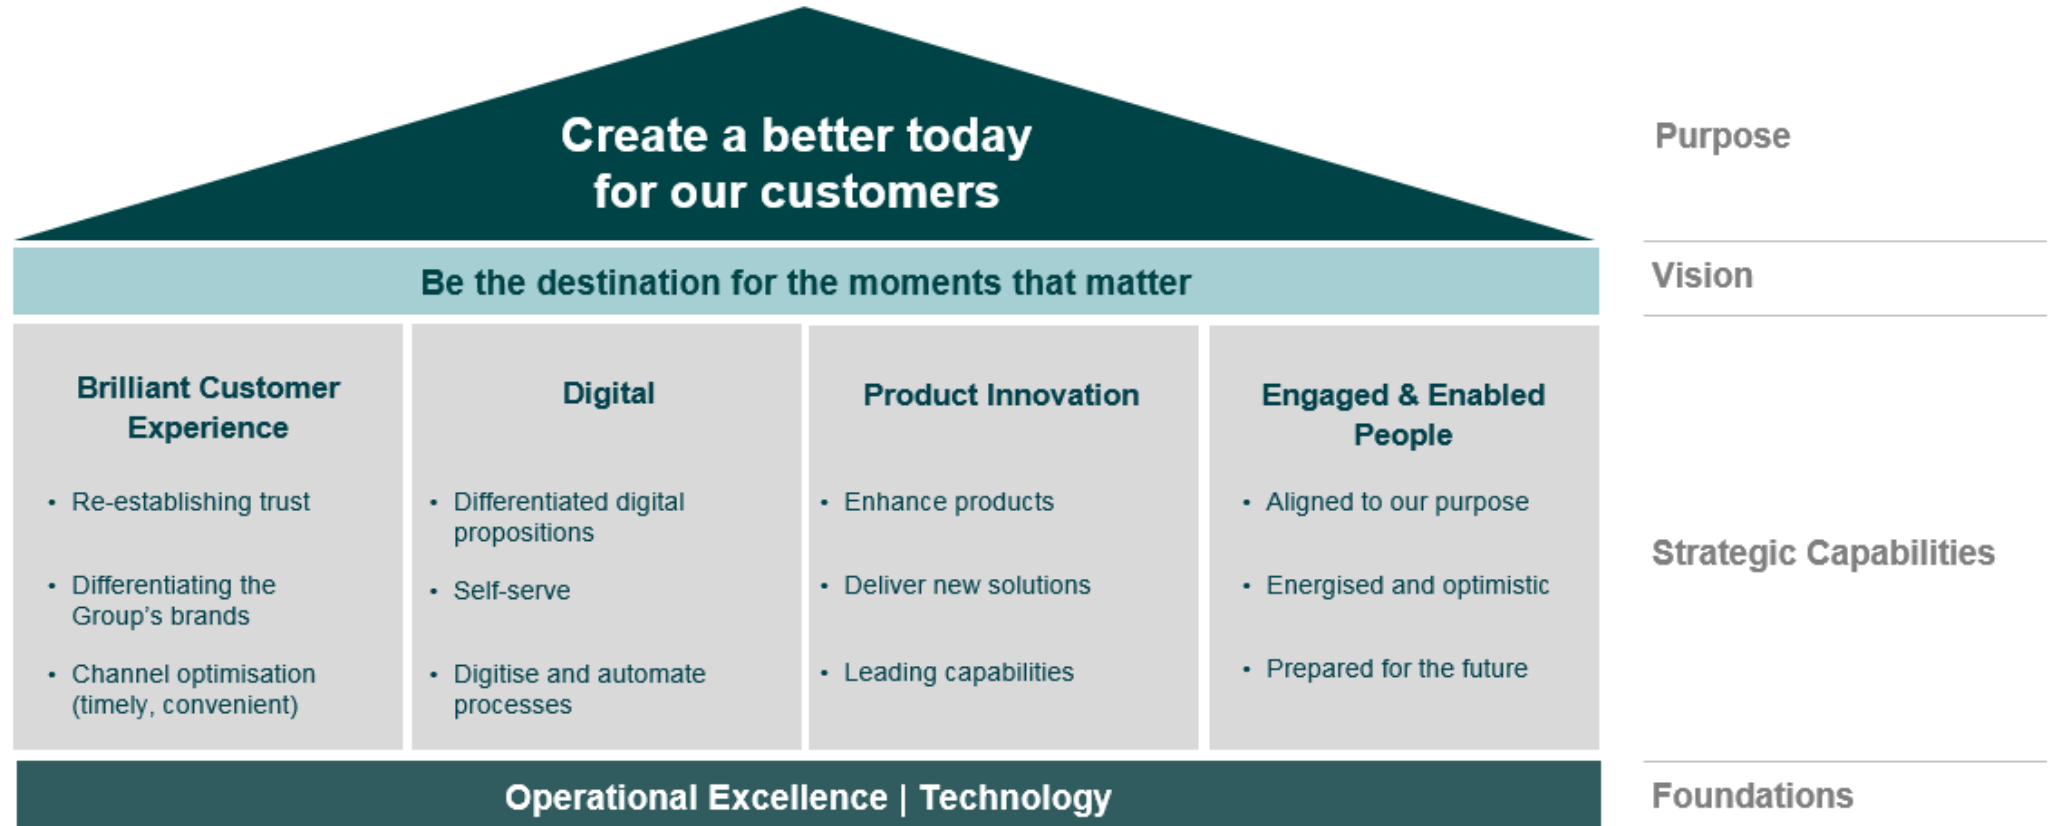 Create a better today
for our customers
Purpose
Be the destination for the moments that matter
Vision
Brilliant Customer
Experience
• Re-establishing trust
• Differentiating the
Group’s brands
• Channel optimisation
(timely, convenient)
Digital
• Differentiated digital
propositions
• Self-serve
• Digitise and automate
processes
Product Innovation
• Enhance products
• Deliver new solutions
• Leading capabilities
Engaged & Enabled
People
• Aligned to our purpose
• Energised and optimistic
• Prepared for the future
Strategic Capabilities
Operational Excellence | Technology
Foundations